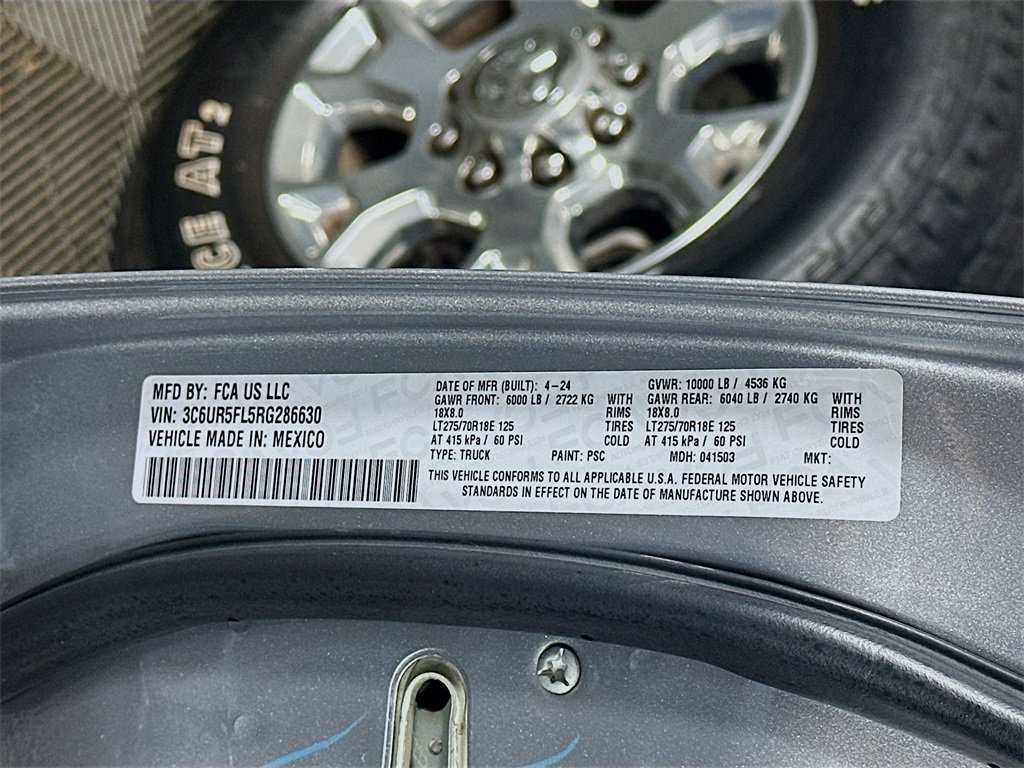 CE AT2
MFD BY: FCA US LLC
VIN: 3C6UR5FL5RG286630
VEHICLE MADE IN: MEXICO
DATE OF MFR (BUILT): 4-24
GAWR FRONT: 6000 LB / 2722 KG WITH
18X8.0 RIMS
LT275/70R18E 125 TIRES
AT 415 kPa / 60 PSI COLD
TYPE: TRUCK PAINT: PSC
GVWR: 10000 LB / 4536 KG
GAWR REAR: 6040 LB / 2740 KG WITH
18X8.0 RIMS
LT275/70R18E 125 TIRES
AT 415 kPa / 60 PSI COLD
MDH: 041503 MKT:
THIS VEHICLE CONFORMS TO ALL APPLICABLE U.S.A. FEDERAL MOTOR VEHICLE SAFETY
STANDARDS IN EFFECT ON THE DATE OF MANUFACTURE SHOWN ABOVE.